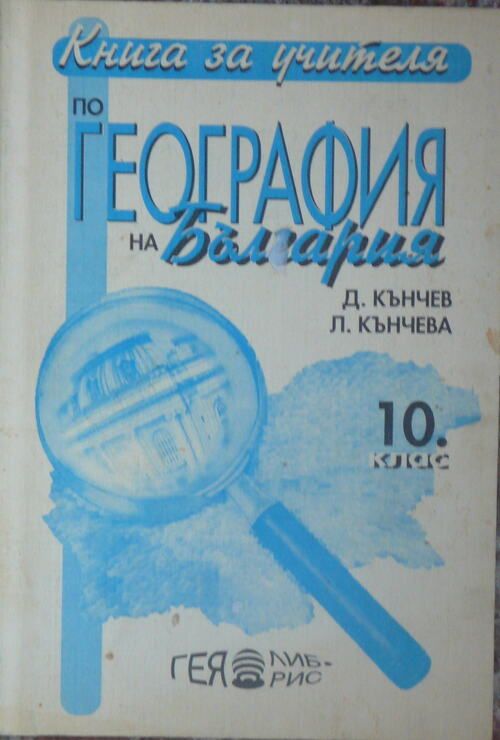 Книга за учителя
ПО
ГЕОГРАФИЯ
НА България
Д. КЪНЧЕВ
Л. КЪНЧЕВА
10.
клас
ГЕЯ ЛИБ-
РИС